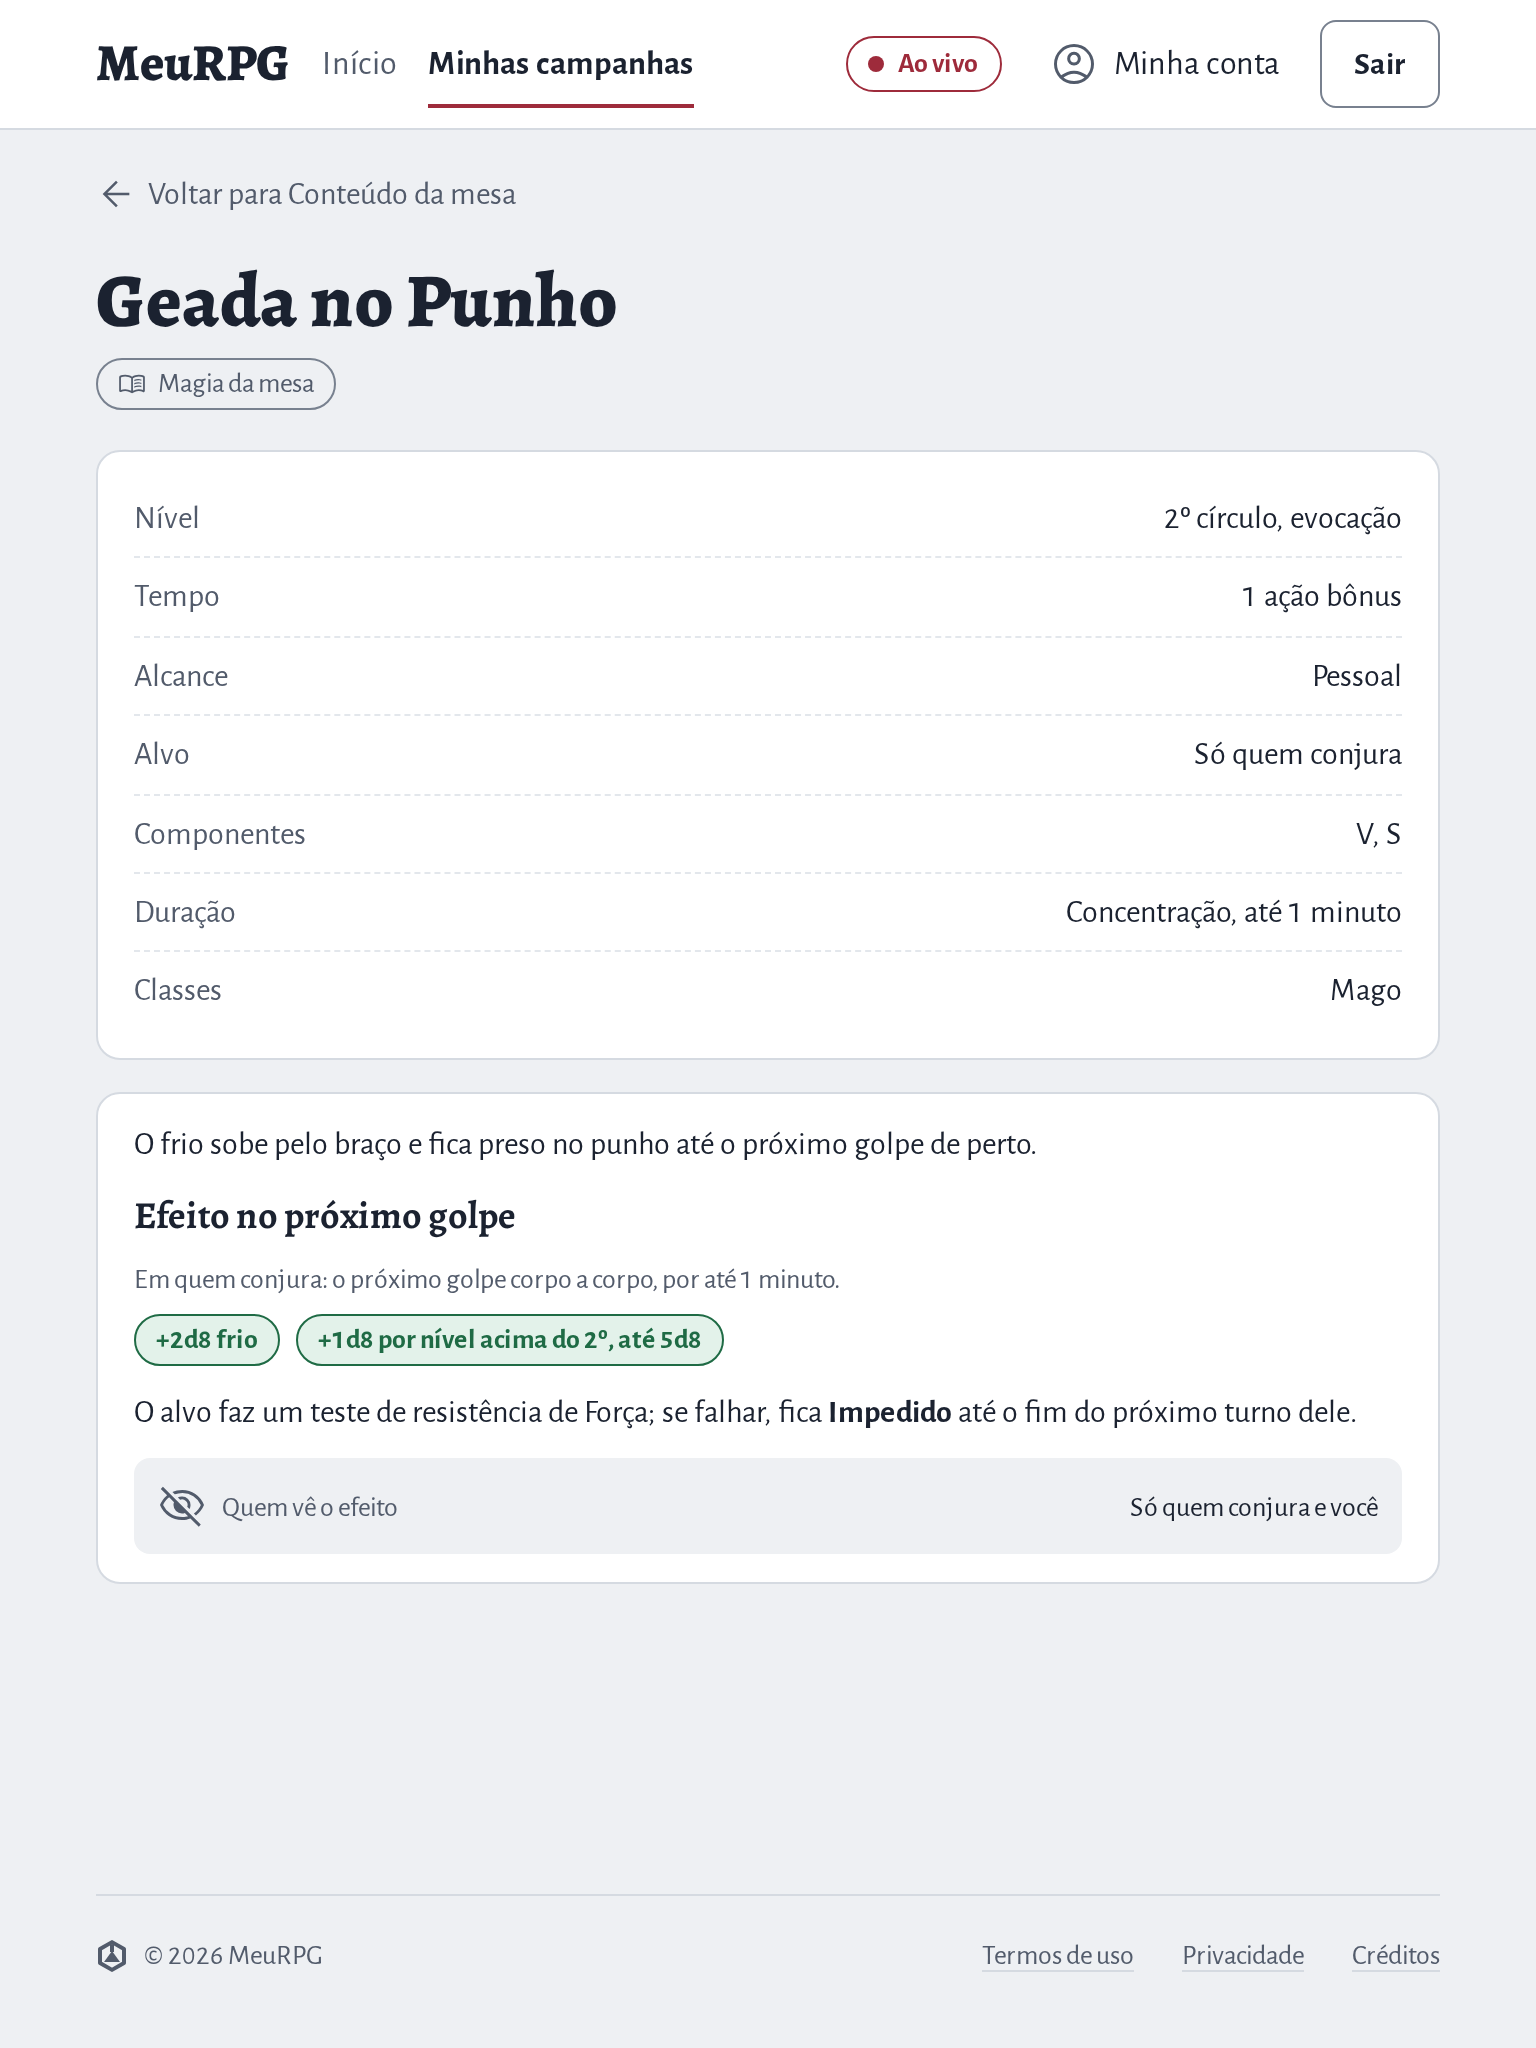 MeuRPG Início Minhas campanhas Ao vivo Minha conta Sair
Voltar para Conteúdo da mesa
Geada no Punho
Magia da mesa
Nível 2º círculo, evocação
Tempo 1 ação bônus
Alcance Pessoal
Alvo Só quem conjura
Componentes V, S
Duração Concentração, até 1 minuto
Classes Mago
O frio sobe pelo braço e fica preso no punho até o próximo golpe de perto.
Efeito no próximo golpe
Em quem conjura: o próximo golpe corpo a corpo, por até 1 minuto.
+2d8 frio +1d8 por nível acima do 2º, até 5d8
O alvo faz um teste de resistência de Força; se falhar, fica Impedido até o fim do próximo turno dele.
Quem vê o efeito Só quem conjura e você
© 2026 MeuRPG Termos de uso Privacidade Créditos